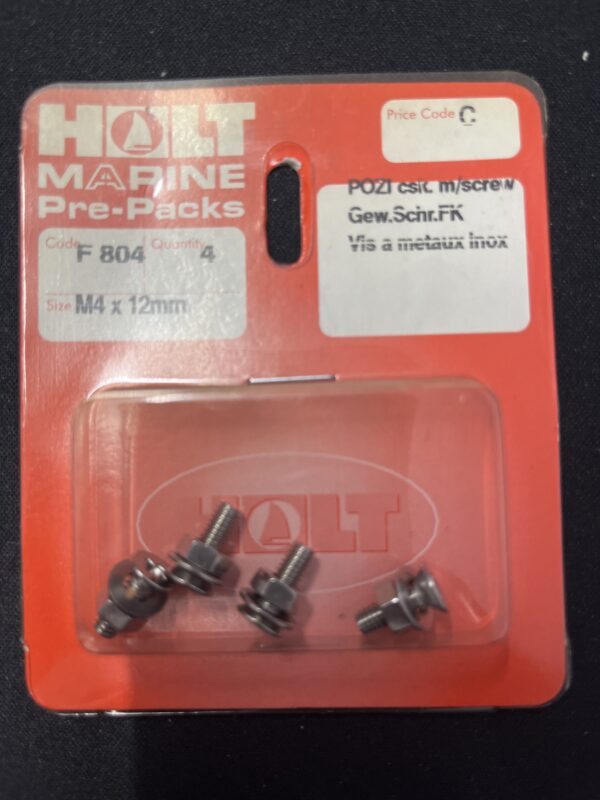 HOLT
MARINE
Pre-Packs
Price Code C
Code F 804 Quantity 4
Size M4 x 12mm
POZI csk. m/screw
Gew.Schr.FK
Vis a metaux inox
HOLT